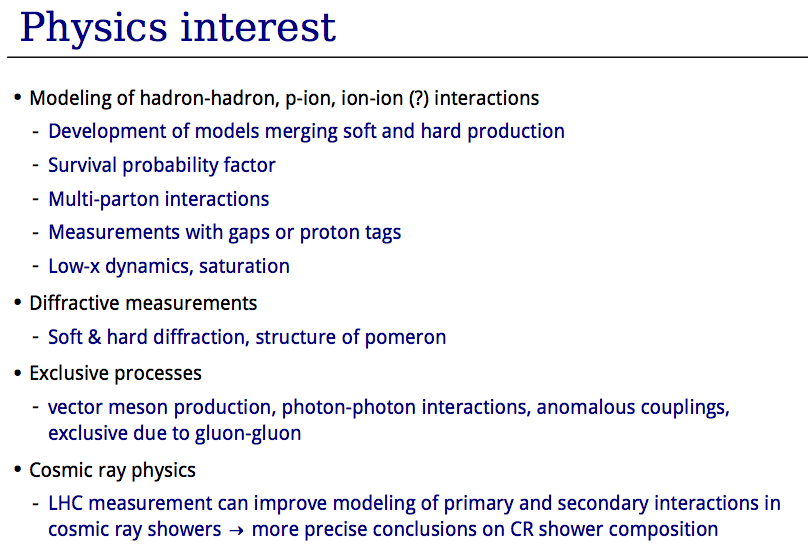 Physics interest
• Modeling of hadron-hadron, p-ion, ion-ion (?) interactions
- Development of models merging soft and hard production
- Survival probability factor
- Multi-parton interactions
- Measurements with gaps or proton tags
- Low-x dynamics, saturation
• Diffractive measurements
- Soft & hard diffraction, structure of pomeron
• Exclusive processes
- vector meson production, photon-photon interactions, anomalous couplings,
exclusive due to gluon-gluon
• Cosmic ray physics
- LHC measurement can improve modeling of primary and secondary interactions in
cosmic ray showers → more precise conclusions on CR shower composition